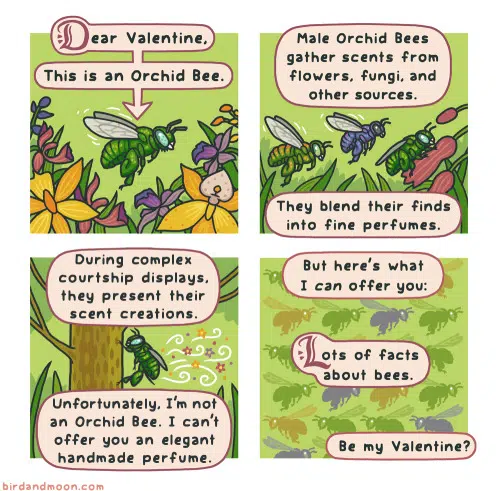 Dear Valentine,
This is an Orchid Bee.
Male Orchid Bees
gather scents from
flowers, fungi, and
other sources.
They blend their finds
into fine perfumes.
During complex
courtship displays,
they present their
scent creations.
Unfortunately, I'm not
an Orchid Bee. I can't
offer you an elegant
handmade perfume.
But here's what
I can offer you:
Lots of facts
about bees.
Be my Valentine?
birdandmoon.com